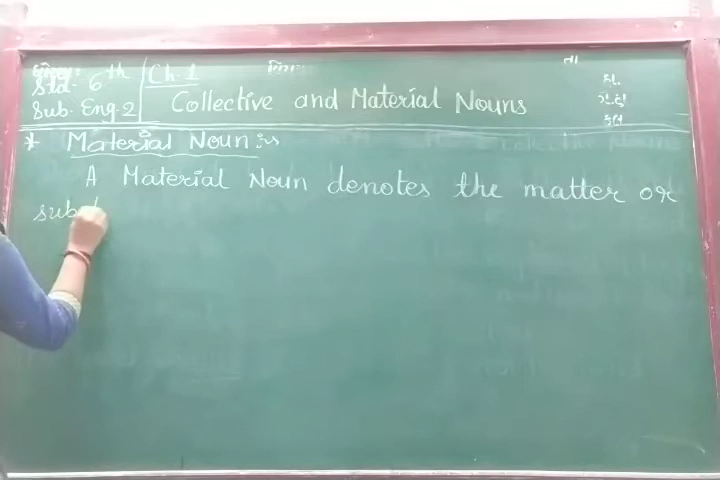 Std- 6th Ch.1
Sub- Eng-2 Collective and Material Nouns
* Material Noun:-
A Material Noun denotes the matter or